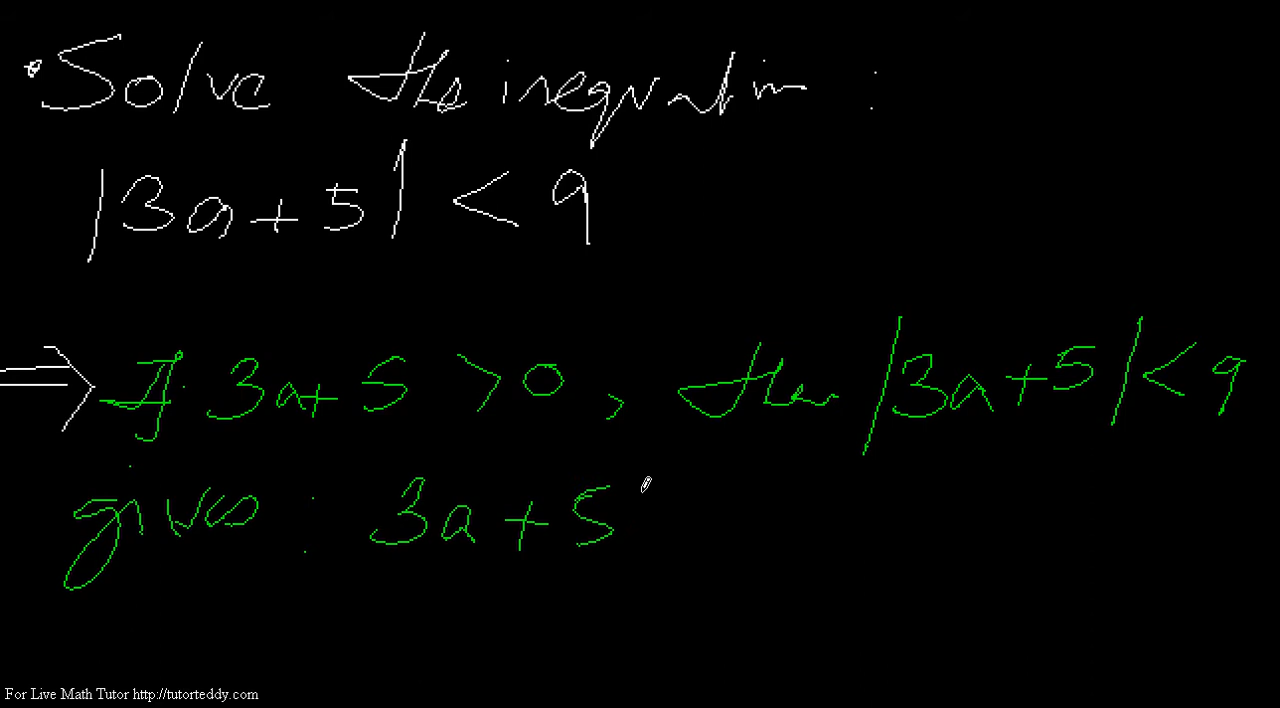 Solve the inequation :
|3a+5| < 9
⇒ If 3a+5 > 0, then |3a+5| < 9
gives : 3a+5
For Live Math Tutor http://tutorteddy.com